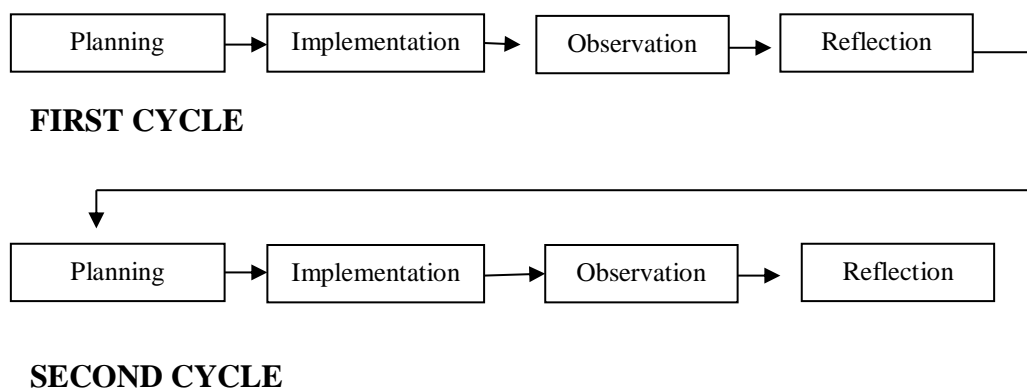 Planning Implementation Observation Reflection
FIRST CYCLE
Planning Implementation Observation Reflection
SECOND CYCLE